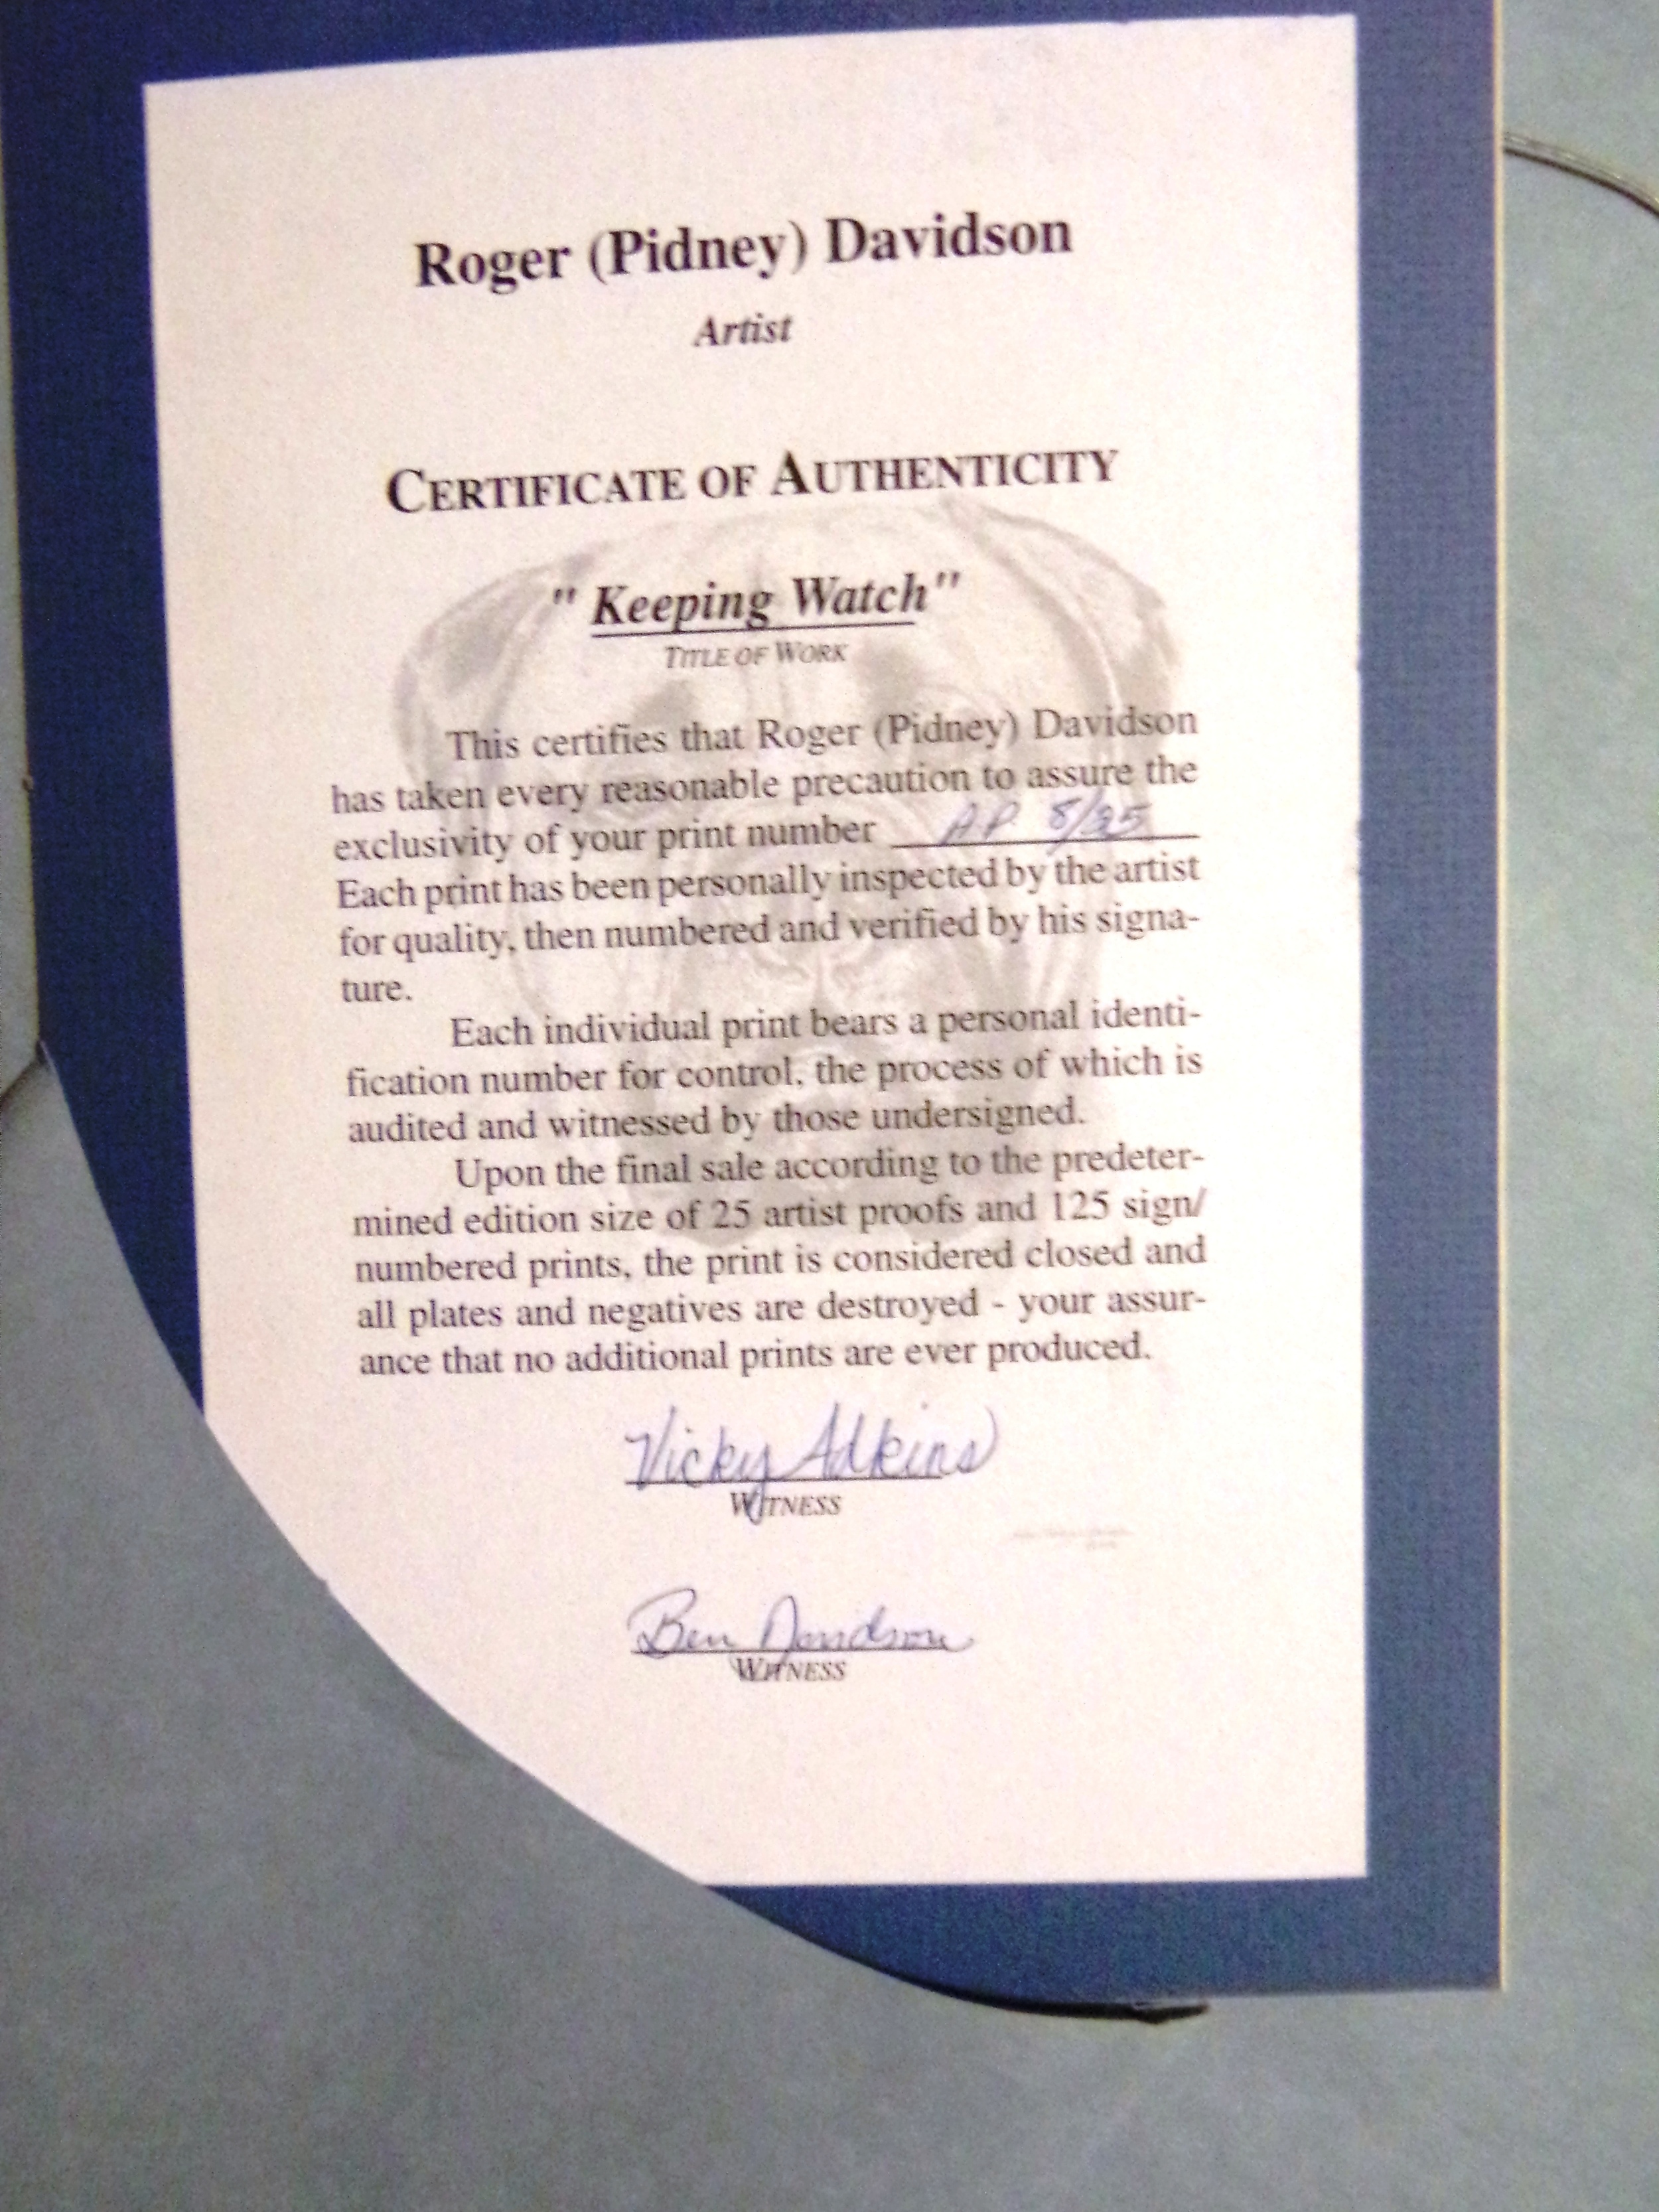 Roger (Pidney) Davidson
Artist
CERTIFICATE OF AUTHENTICITY
"Keeping Watch"
TITLE OF WORK
This certifies that Roger (Pidney) Davidson
has taken every reasonable precaution to assure the
exclusivity of your print number AP 8/25
Each print has been personally inspected by the artist
for quality, then numbered and verified by his signa-
ture.
Each individual print bears a personal identi-
fication number for control, the process of which is
audited and witnessed by those undersigned.
Upon the final sale according to the predeter-
mined edition size of 25 artist proofs and 125 sign/
numbered prints, the print is considered closed and
all plates and negatives are destroyed - your assur-
ance that no additional prints are ever produced.
Vicky Adkins
WITNESS
Ben Davidson
WITNESS